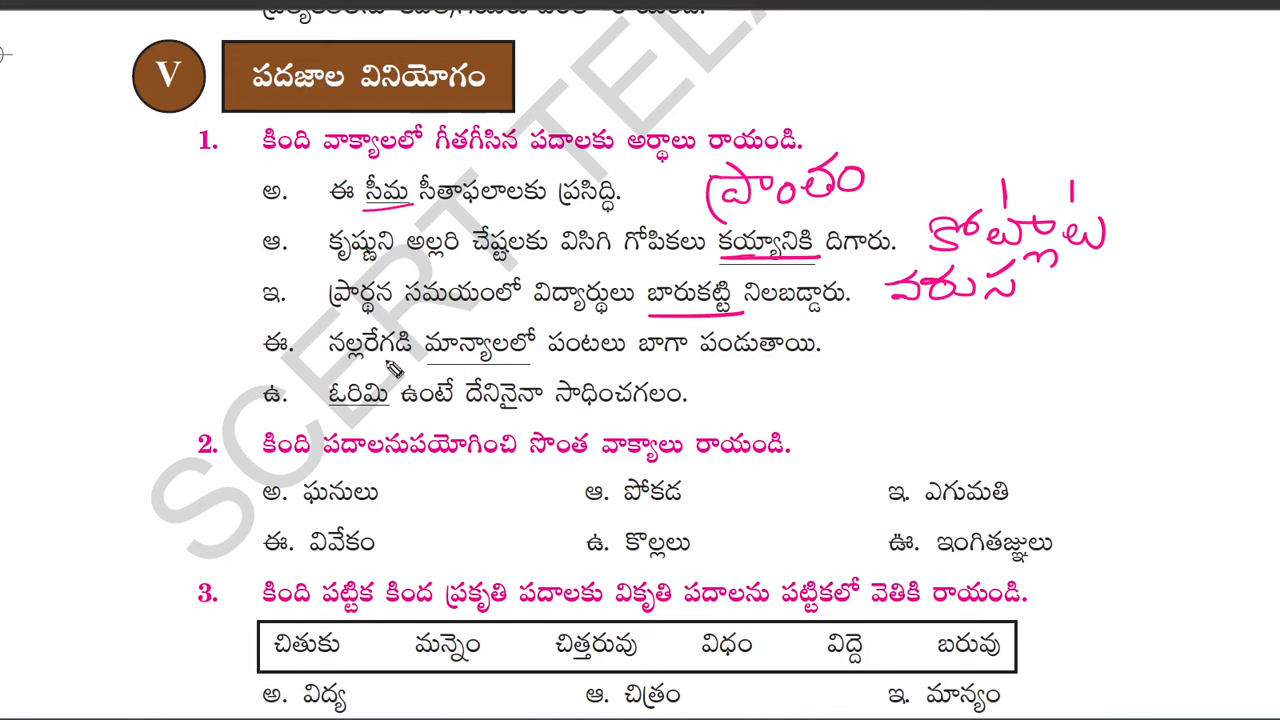 V పదజాల వినియోగం
1. కింది వాక్యాలలో గీతగీసిన పదాలకు అర్థాలు రాయండి.
అ. ఈ సీమ సీతాఫలాలకు ప్రసిద్ధి. ప్రాంతం
ఆ. కృష్ణుని అల్లరి చేష్టలకు విసిగి గోపికలు కయ్యానికి దిగారు. కోట్లాట
ఇ. ప్రార్థన సమయంలో విద్యార్థులు బారుకట్టి నిలబడ్డారు. వరుస
ఈ. నల్లరేగడి మాన్యాలలో పంటలు బాగా పండుతాయి.
ఉ. ఓరిమి ఉంటే దేనినైనా సాధించగలం.
2. కింది పదాలనుపయోగించి సొంత వాక్యాలు రాయండి.
అ. ఘనులు ఆ. పోకడ ఇ. ఎగుమతి
ఈ. వివేకం ఉ. కొల్లలు ఊ. ఇంగితజ్ఞులు
3. కింది పట్టిక కింద ప్రకృతి పదాలకు వికృతి పదాలను పట్టికలో వెతికి రాయండి.
చితుకు మన్నెం చిత్తరువు విధం విద్దె బరువు
అ. విద్య ఆ. చిత్రం ఇ. మాన్యం
SCERT TEL